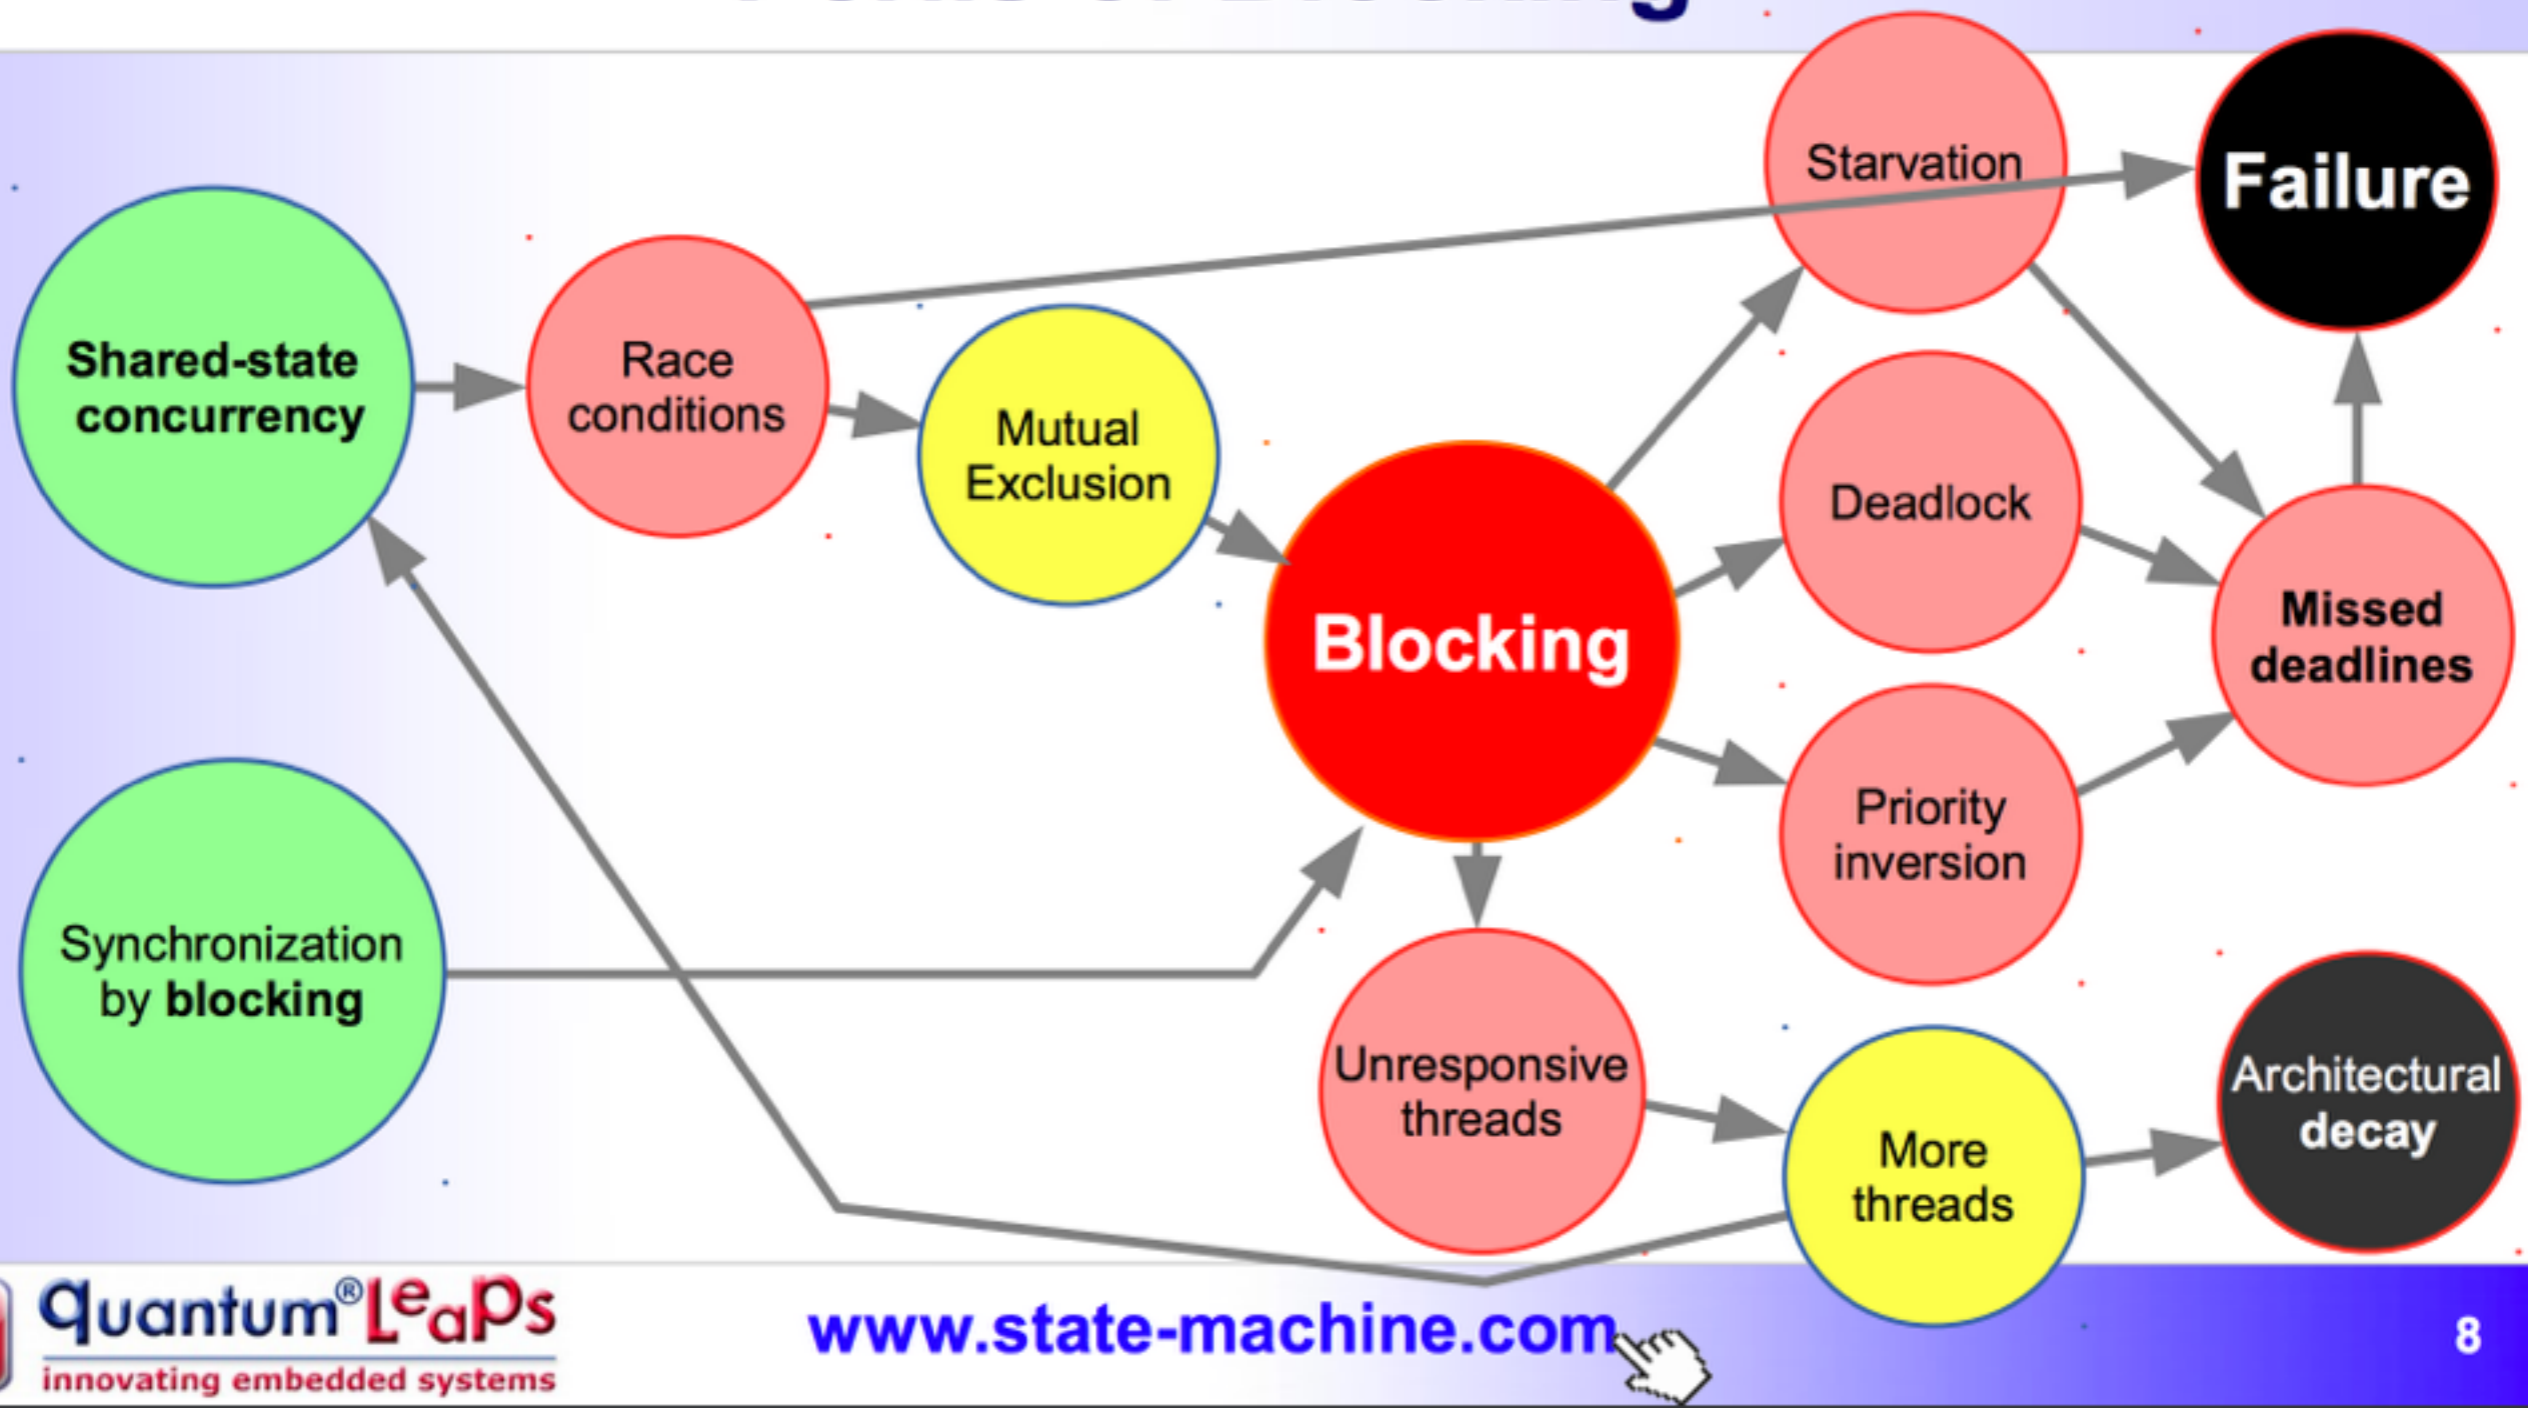 Shared-state
concurrency
Race
conditions
Mutual
Exclusion
Blocking
Starvation
Failure
Deadlock
Missed
deadlines
Priority
inversion
Synchronization
by blocking
Unresponsive
threads
More
threads
Architectural
decay
quantum®LeaPs
innovating embedded systems
www.state-machine.com
8